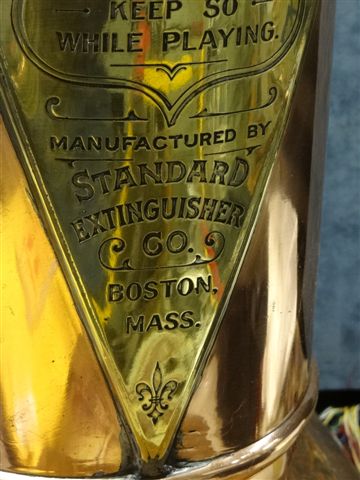 KEEP SO
WHILE PLAYING.
MANUFACTURED BY
STANDARD
EXTINGUISHER
CO.
BOSTON,
MASS.